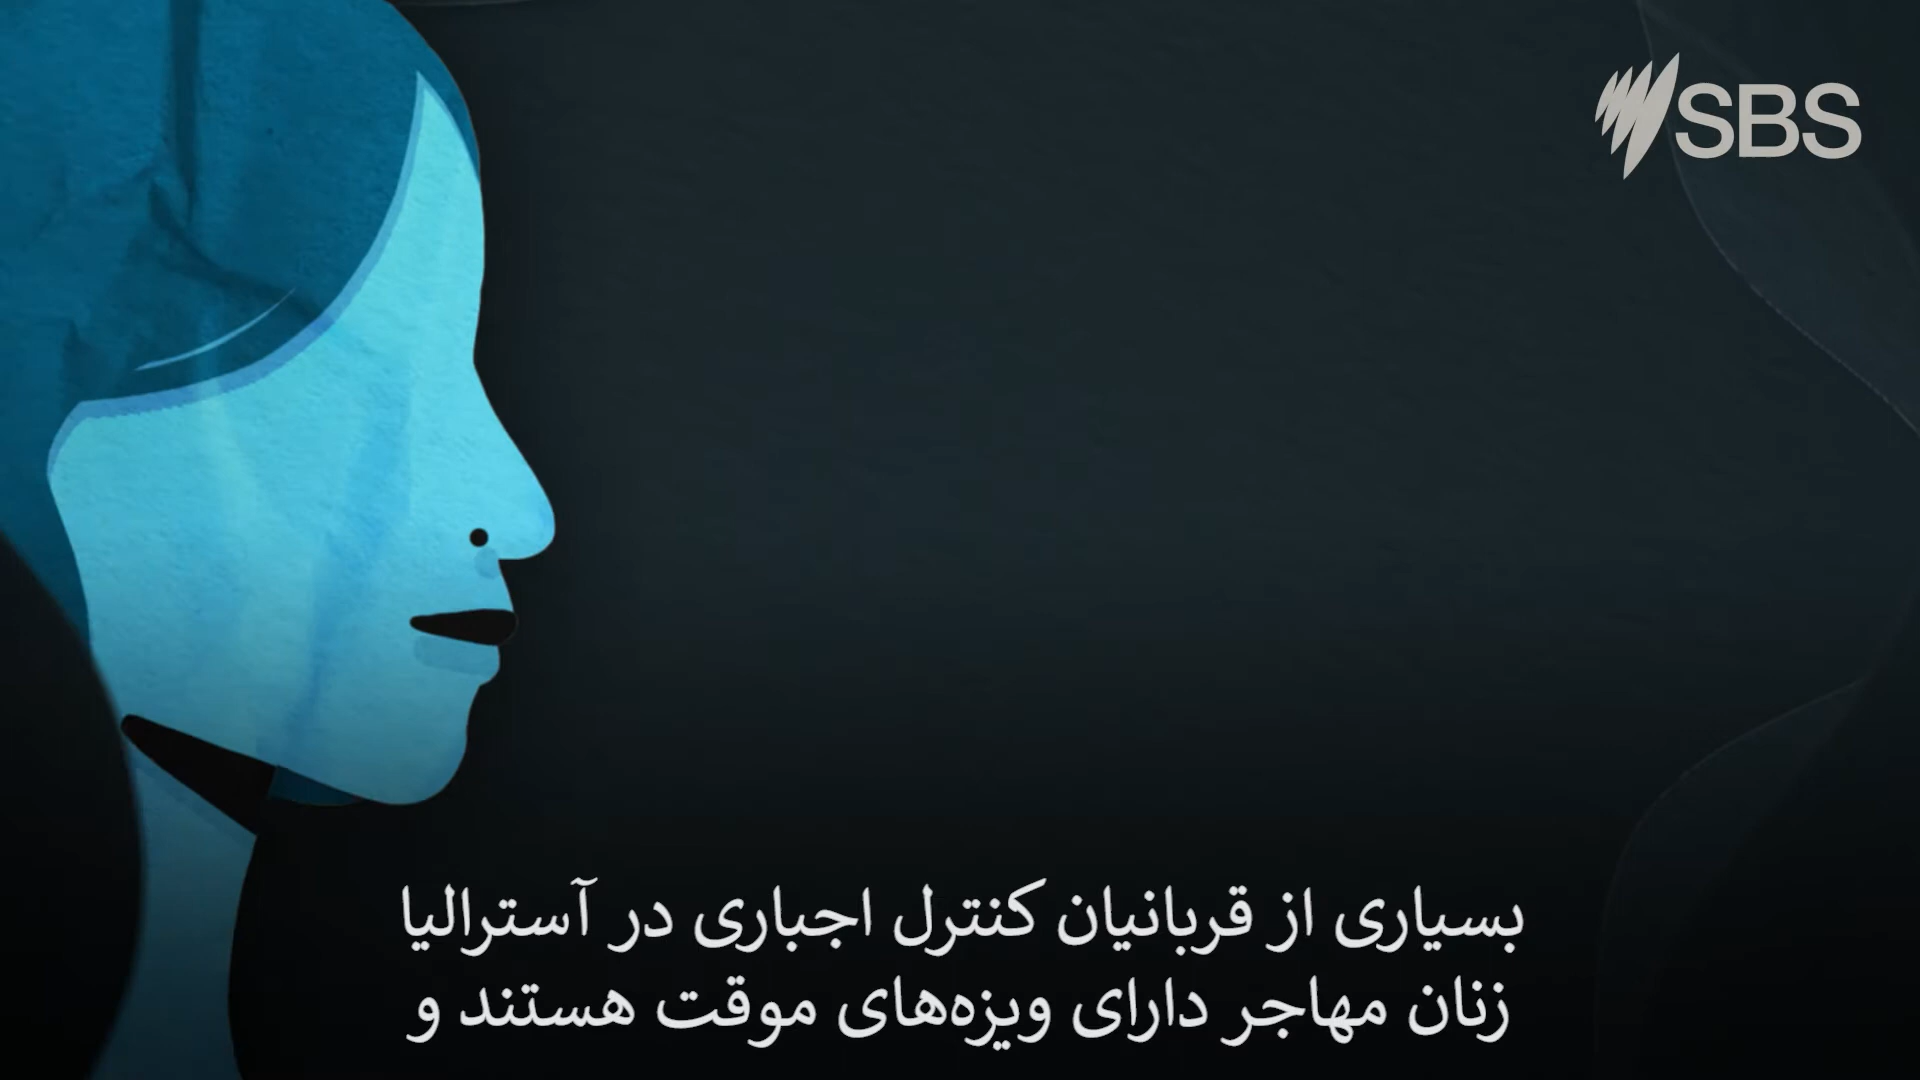 SBS
بسیاری از قربانیان کنترل اجباری در آسترالیا
زنان مهاجر دارای ویزه‌های موقت هستند و